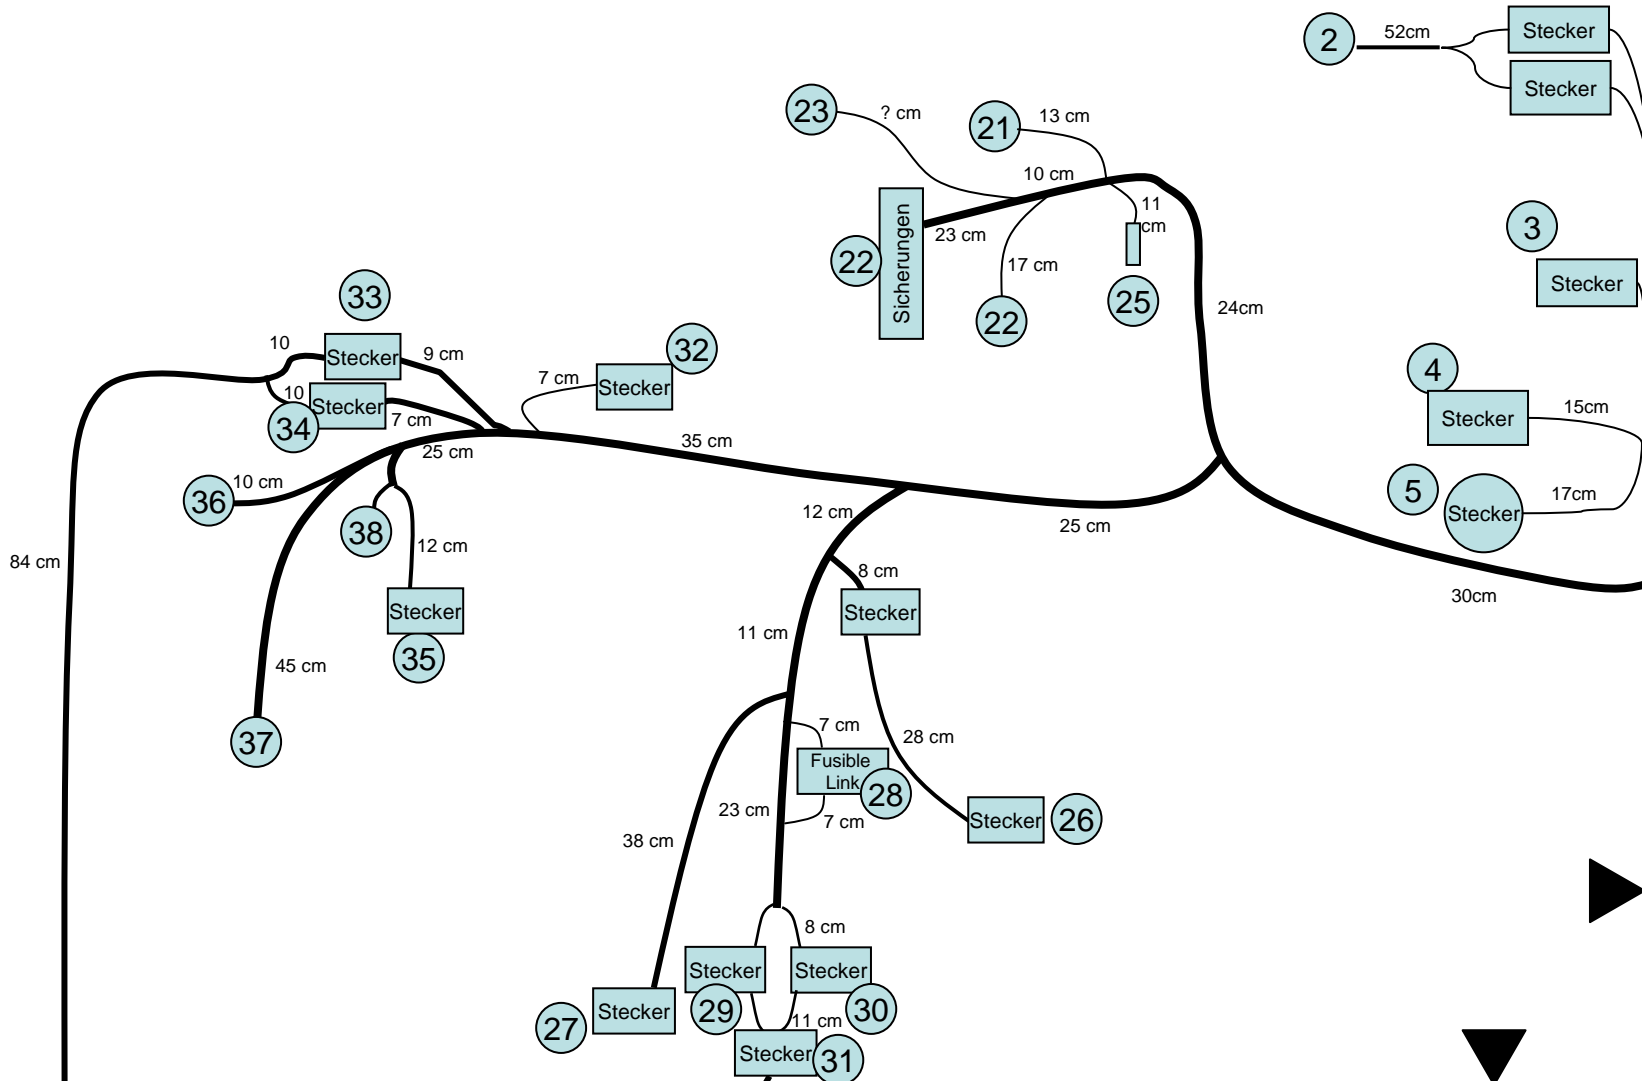 2
52cm
Stecker
Stecker
23
? cm
21
13 cm
10 cm
11
cm
Sicherungen
22
23 cm
17 cm
22
25
24cm
3
Stecker
33
10
Stecker
9 cm
10
Stecker
34
7 cm
32
7 cm
Stecker
4
Stecker
15cm
5
Stecker
17cm
35 cm
25 cm
36
10 cm
38
12 cm
Stecker
35
84 cm
45 cm
37
12 cm
25 cm
30cm
8 cm
Stecker
11 cm
7 cm
Fusible
Link
28
28 cm
23 cm
7 cm
38 cm
Stecker
26
8 cm
Stecker
29
Stecker
30
27
Stecker
11 cm
Stecker
31